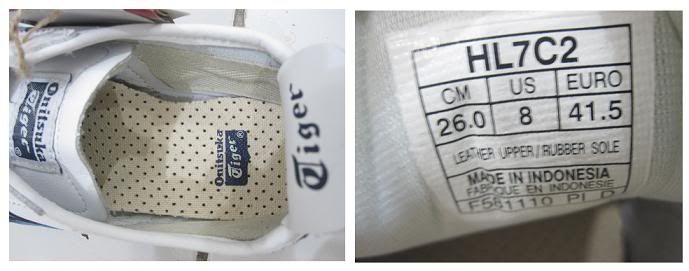 Onitsuka
Tiger
Onitsuka
Tiger®
Tiger
HL7C2
CM US EURO
26.0 8 41.5
LEATHER UPPER/RUBBER SOLE
MADE IN INDONESIA
FABRIQUE EN INDONESIE